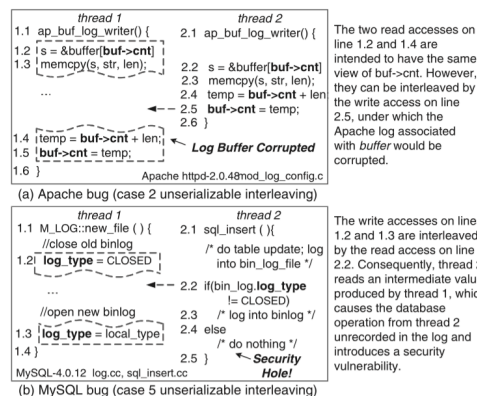 thread 1
1.1 ap_buf_log_writer() {
1.2 s = &buffer[buf->cnt]
1.3 memcpy(s, str, len);
...
1.4 temp = buf->cnt + len;
1.5 buf->cnt = temp;
1.6 }
thread 2
2.1 ap_buf_log_writer() {
2.2 s = &buffer[buf->cnt]
2.3 memcpy(s, str, len);
2.4 temp = buf->cnt + len
2.5 buf->cnt = temp;
2.6 }
Log Buffer Corrupted
Apache httpd-2.0.48mod_log_config.c
The two read accesses on
line 1.2 and 1.4 are
intended to have the same
view of buf->cnt. However,
they can be interleaved by
the write access on line
2.5, under which the
Apache log associated
with buffer would be
corrupted.
(a) Apache bug (case 2 unserializable interleaving)
thread 1
1.1 M_LOG::new_file ( ) {
//close old binlog
1.2 log_type = CLOSED
...
//open new binlog
1.3 log_type = local_type
1.4 }
MySQL-4.0.12 log.cc, sql_insert.cc
thread 2
2.1 sql_insert ( ){
/* do table update; log
into bin_log_file */
2.2 if(bin_log.log_type
!= CLOSED)
2.3 /* log into binlog */
2.4 else
/* do nothing */
2.5 }
Security
Hole!
The write accesses on line
1.2 and 1.3 are interleaved
by the read access on line
2.2. Consequently, thread
reads an intermediate valu
produced by thread 1, whic
causes the database
operation from thread 2
unrecorded in the log and
introduces a security
vulnerability.
(b) MySQL bug (case 5 unserializable interleaving)